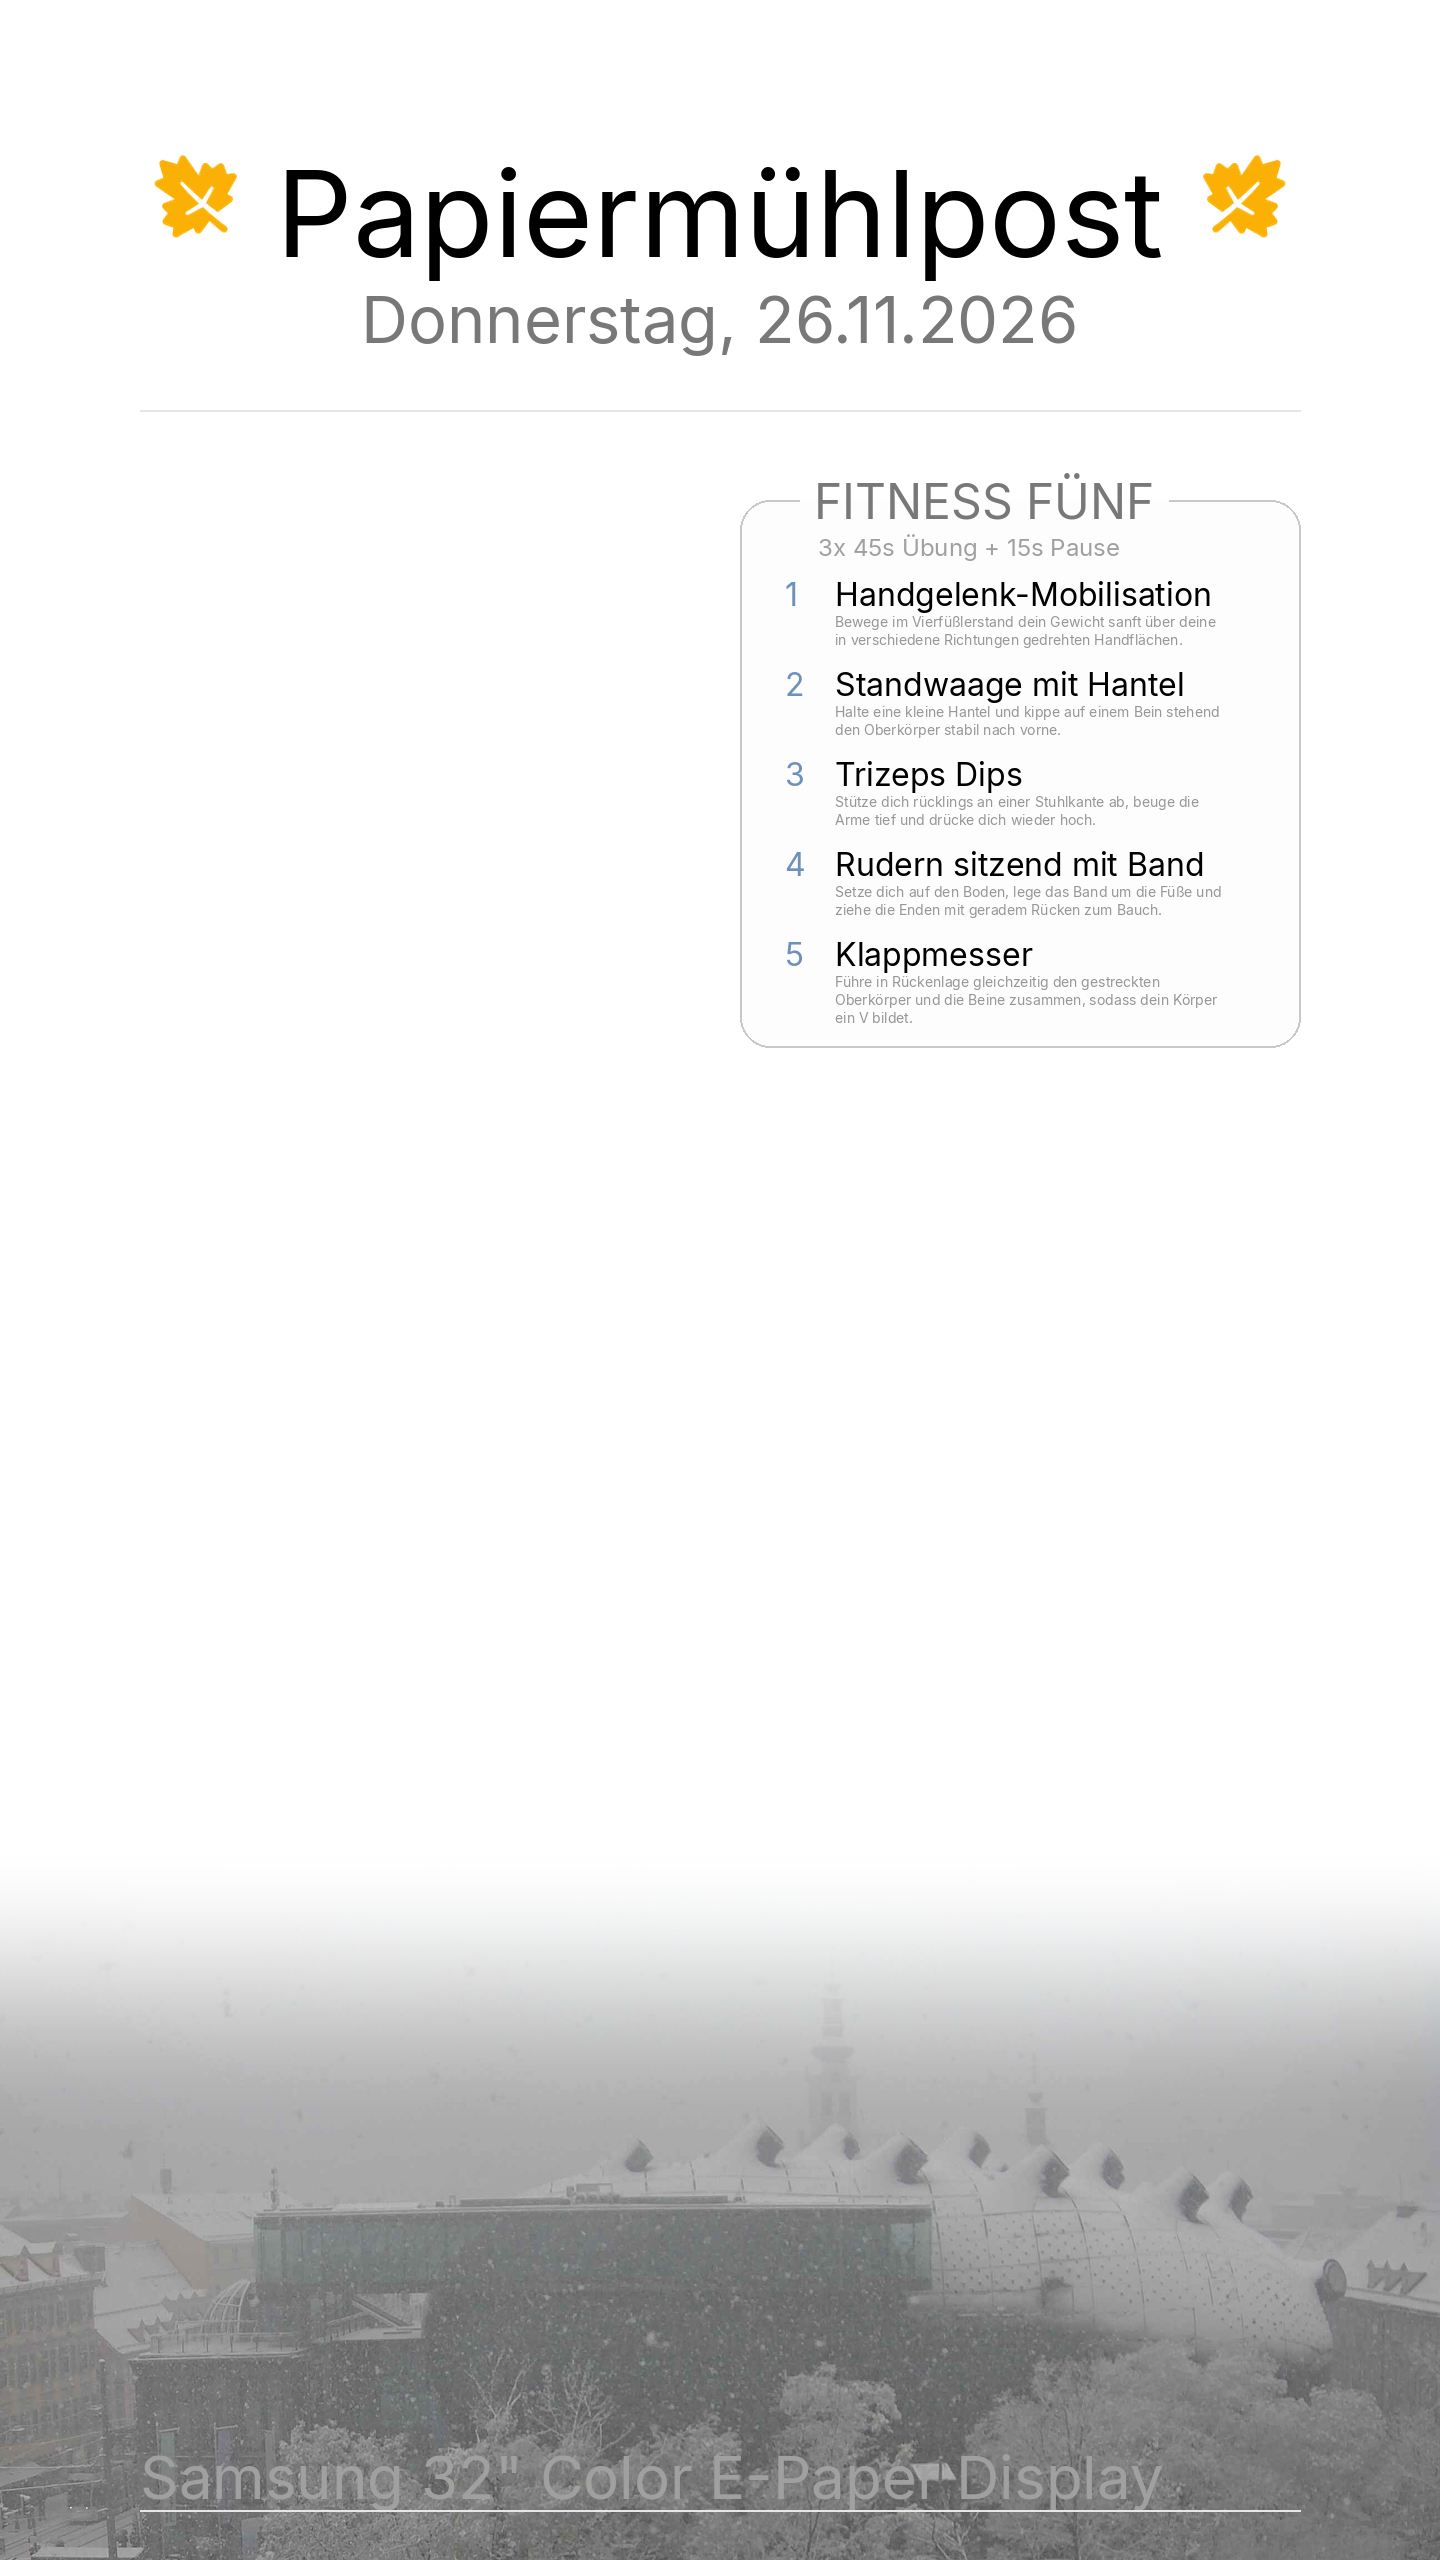 Papiermühlpost
Donnerstag, 26.11.2026
FITNESS FÜNF
3x 45s Übung + 15s Pause
1 Handgelenk-Mobilisation
Bewege im Vierfüßlerstand dein Gewicht sanft über deine
in verschiedene Richtungen gedrehten Handflächen.
2 Standwaage mit Hantel
Halte eine kleine Hantel und kippe auf einem Bein stehend
den Oberkörper stabil nach vorne.
3 Trizeps Dips
Stütze dich rücklings an einer Stuhlkante ab, beuge die
Arme tief und drücke dich wieder hoch.
4 Rudern sitzend mit Band
Setze dich auf den Boden, lege das Band um die Füße und
ziehe die Enden mit geradem Rücken zum Bauch.
5 Klappmesser
Führe in Rückenlage gleichzeitig den gestreckten
Oberkörper und die Beine zusammen, sodass dein Körper
ein V bildet.
Samsung 32" Color E-Paper Display